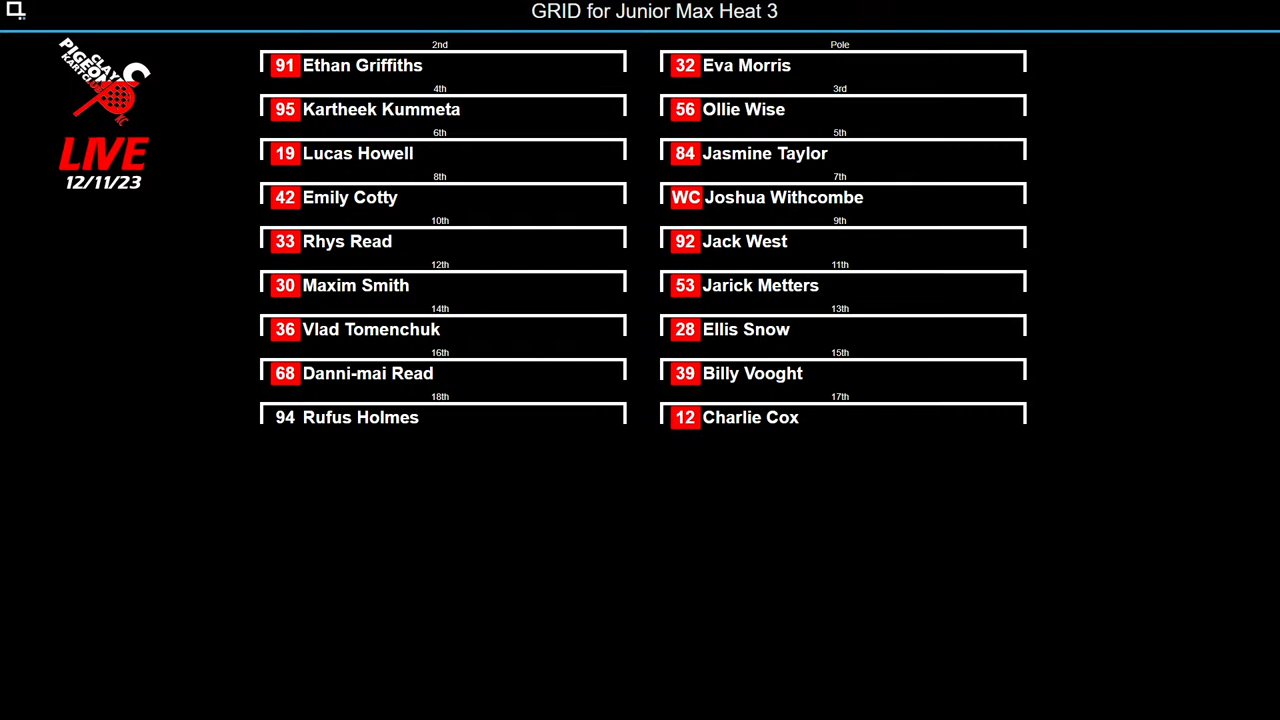 GRID for Junior Max Heat 3
CLAY
PIGEON
KART CLUB
LIVE
12/11/23
2nd
91 Ethan Griffiths
Pole
32 Eva Morris
4th
95 Kartheek Kummeta
3rd
56 Ollie Wise
6th
19 Lucas Howell
5th
84 Jasmine Taylor
8th
42 Emily Cotty
7th
WC Joshua Withcombe
10th
33 Rhys Read
9th
92 Jack West
12th
30 Maxim Smith
11th
53 Jarick Metters
14th
36 Vlad Tomenchuk
13th
28 Ellis Snow
16th
68 Danni-mai Read
15th
39 Billy Vooght
18th
94 Rufus Holmes
17th
12 Charlie Cox